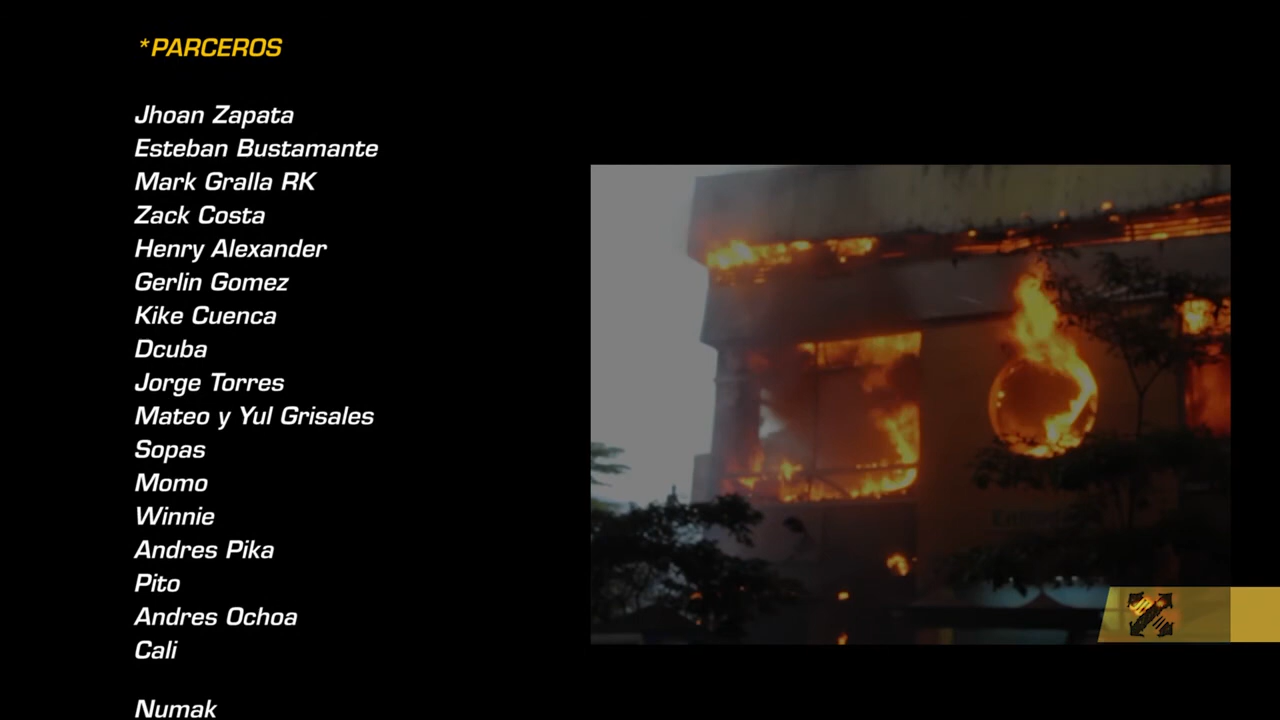 *PARCEROS
Jhoan Zapata
Esteban Bustamante
Mark Gralla RK
Zack Costa
Henry Alexander
Gerlin Gomez
Kike Cuenca
Dcuba
Jorge Torres
Mateo y Yul Grisales
Sopas
Momo
Winnie
Andres Pika
Pito
Andres Ochoa
Cali
Numak